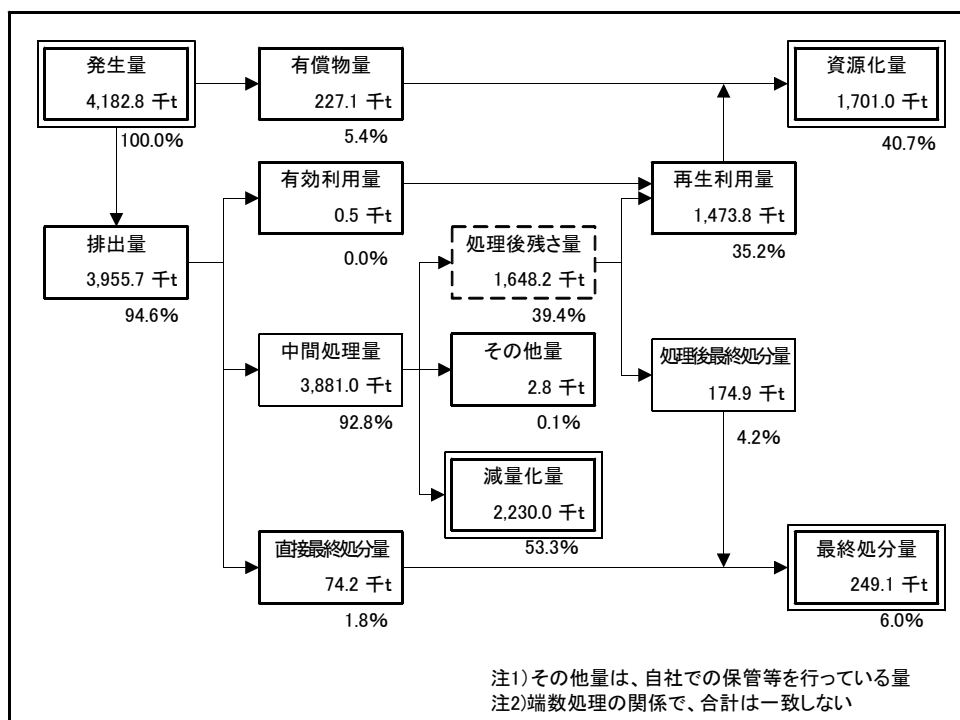 発生量
4,182.8 千t
100.0%
有償物量
227.1 千t
5.4%
資源化量
1,701.0 千t
40.7%
有効利用量
0.5 千t
0.0%
再生利用量
1,473.8 千t
35.2%
排出量
3,955.7 千t
94.6%
処理後残さ量
1,648.2 千t
39.4%
中間処理量
3,881.0 千t
92.8%
その他量
2.8 千t
0.1%
処理後最終処分量
174.9 千t
4.2%
減量化量
2,230.0 千t
53.3%
直接最終処分量
74.2 千t
1.8%
最終処分量
249.1 千t
6.0%
注1)その他量は、自社での保管等を行っている量
注2)端数処理の関係で、合計は一致しない